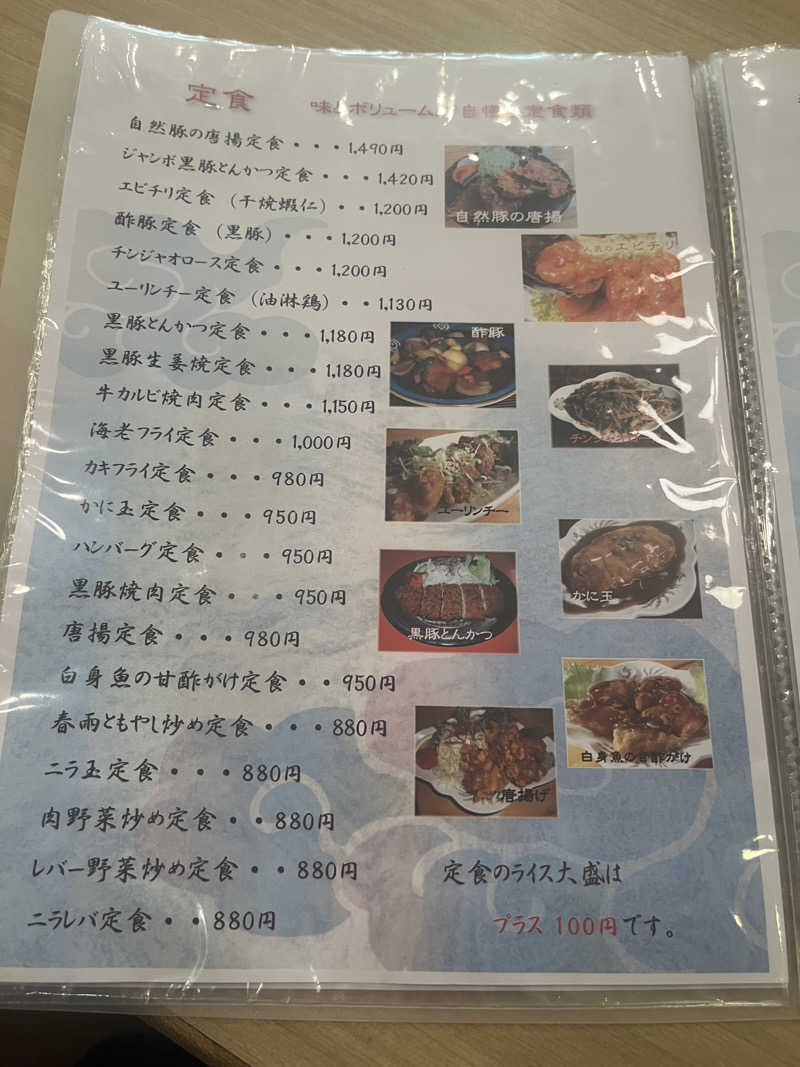 定食
味とボリューム 自慢 定食類
自然豚の唐揚定食・・・1,490円
ジャンボ黒豚とんかつ定食・・・1,420円
エビチリ定食（干焼蝦仁）・・1,200円
酢豚定食（黒豚）・・・1,200円
チンジャオロース定食・・・1,200円
ユーリンチー定食（油淋鶏）・・1,130円
黒豚とんかつ定食・・・1,180円
黒豚生姜焼定食・・・1,180円
牛カルビ焼肉定食・・・1,150円
海老フライ定食・・・1,000円
カキフライ定食・・・980円
かに玉定食・・・950円
ハンバーグ定食・・・950円
黒豚焼肉定食・・・950円
唐揚定食・・・980円
白身魚の甘酢がけ定食・・950円
春雨ともやし炒め定食・・・880円
ニラ玉定食・・・880円
肉野菜炒め定食・・880円
レバー野菜炒め定食・・880円
ニラレバ定食・・880円
自然豚の唐揚
人気のエビチリ
酢豚
ユーリンチー
かに玉
黒豚とんかつ
白身魚の甘酢がけ
唐揚げ
定食のライス大盛は
プラス100円です。